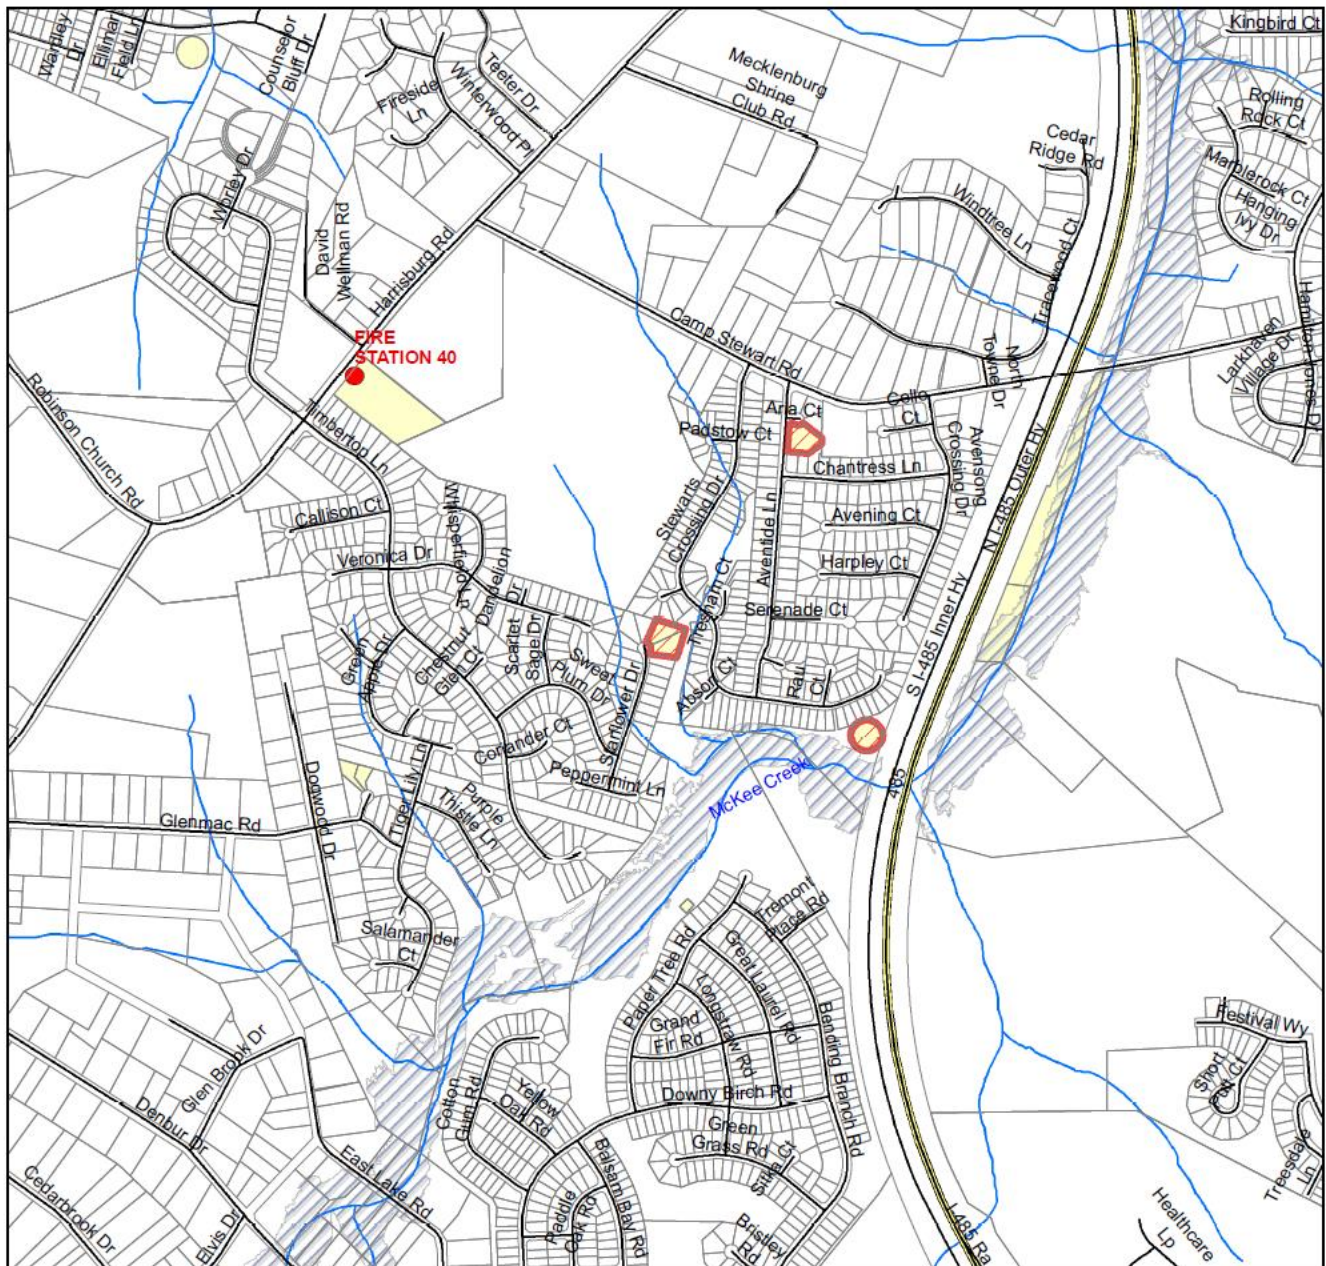 Wardley
Dr
Elliman
Field Ln
Counselor
Bluff Dr
Fireside
Ln
Winterwood Pl
Teeter Dr
Mecklenburg
Shrine
Club Rd
Kingbird Ct
Rolling
Rock Ct
Marblerock Ct
Hanging
Ivy Dr
Cedar
Ridge Rd
Windtree Ln
Tracewood Ct
Worley Dr
David
Wellman Rd
Harrisburg Rd
FIRE
STATION 40
Camp Stewart Rd
North
Towne Dr
Hamilton Jones Dr
Larkhaven
Village Dr
Robinson Church Rd
Timbertop Ln
Aria Ct
Cello
Ct
Padstow Ct
Chantress Ln
Avensong
Crossing Dr
Callison Ct
Whisperfield Ln
Stewarts
Crossing Dr
Aventide Ln
Avening Ct
N I-485 Outer Hy
Veronica Dr
Dandelion
Dr
Harpley Ct
Tresham Ct
Serenade Ct
S I-485 Inner Hy
Green
Apple Dr
Chestnut
Glen Ct
Scarlet
Sage Dr
Sweet
Plum Dr
Starflower Dr
Abson Ct
Rau
Ct
Coriander Ct
Peppermint Ln
McKee Creek
485
Dogwood Dr
Tiger Lily Ln
Purple
Thistle Ln
Glenmac Rd
Salamander
Ct
Tremont
Place Rd
Paper Tree Rd
Great Laurel Rd
Longstraw Rd
Grand
Fir Rd
Bending Branch Rd
Festival Wy
Short
Putt Ct
Glen Brook Dr
Denbur Dr
Cotton
Gum Rd
Yellow
Oak Rd
Downy Birch Rd
Green
Grass Rd
Sitka Ct
East Lake Rd
Balsam Bay Rd
Paddle
Oak Rd
Treesdale
Ln
Cedarbrook Dr
Elvis Dr
Bristley
Rd
I-485 Ra
Healthcare
Lp